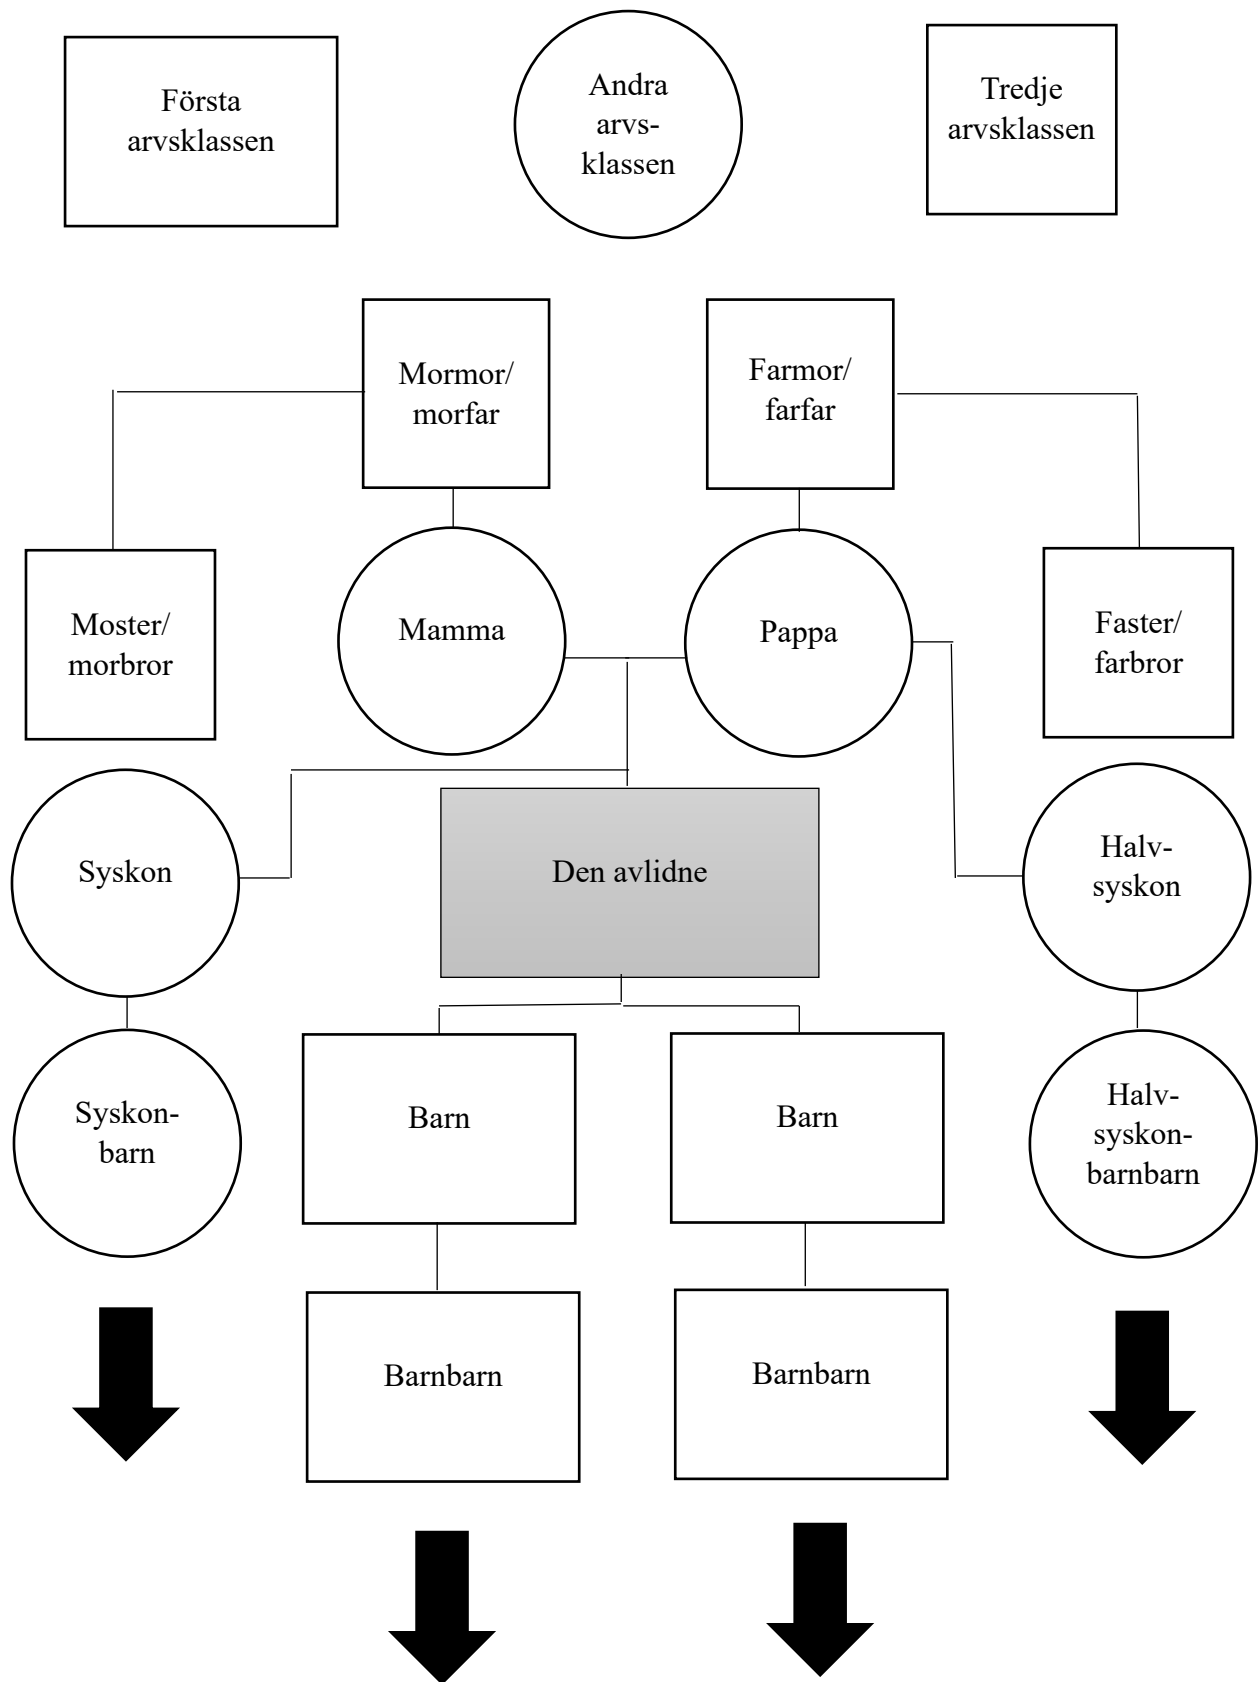 Första
arvsklassen
Andra
arvs-
klassen
Tredje
arvsklassen
Mormor/
morfar
Farmor/
farfar
Moster/
morbror
Mamma
Pappa
Faster/
farbror
Syskon
Den avlidne
Halv-
syskon
Syskon-
barn
Barn
Barn
Halv-
syskon-
barnbarn
Barnbarn
Barnbarn